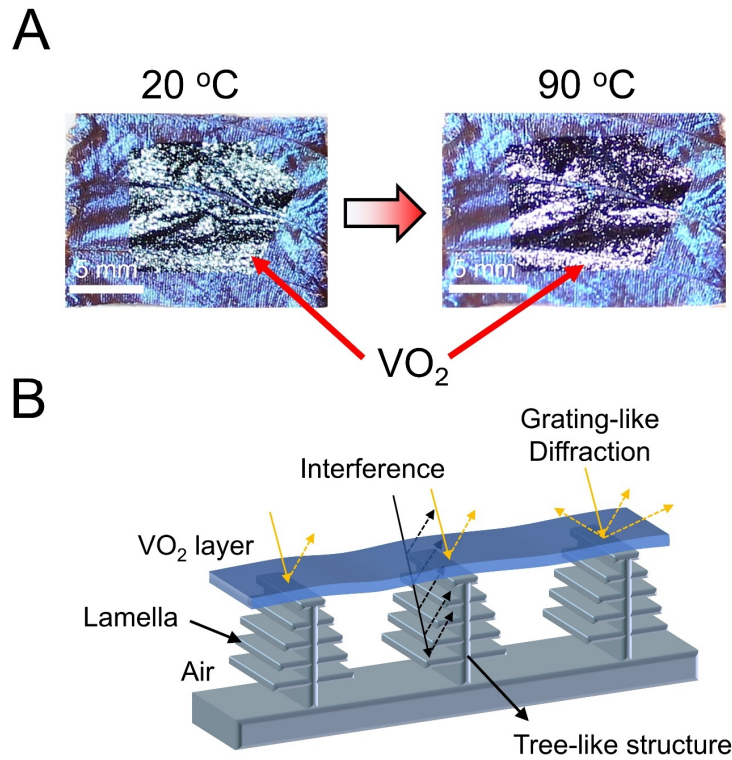 A
20 °C
90 °C
5 mm
5 mm
VO₂
B
Grating-like
Diffraction
Interference
VO₂ layer
Lamella
Air
Tree-like structure